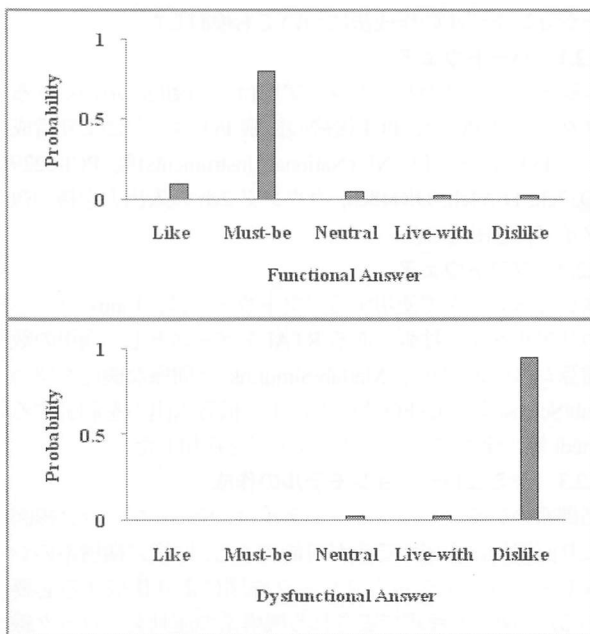 1
0.5
0
Probability
Like Must-be Neutral Live-with Dislike
Functional Answer
1
0.5
0
Probability
Like Must-be Neutral Live-with Dislike
Dysfunctional Answer